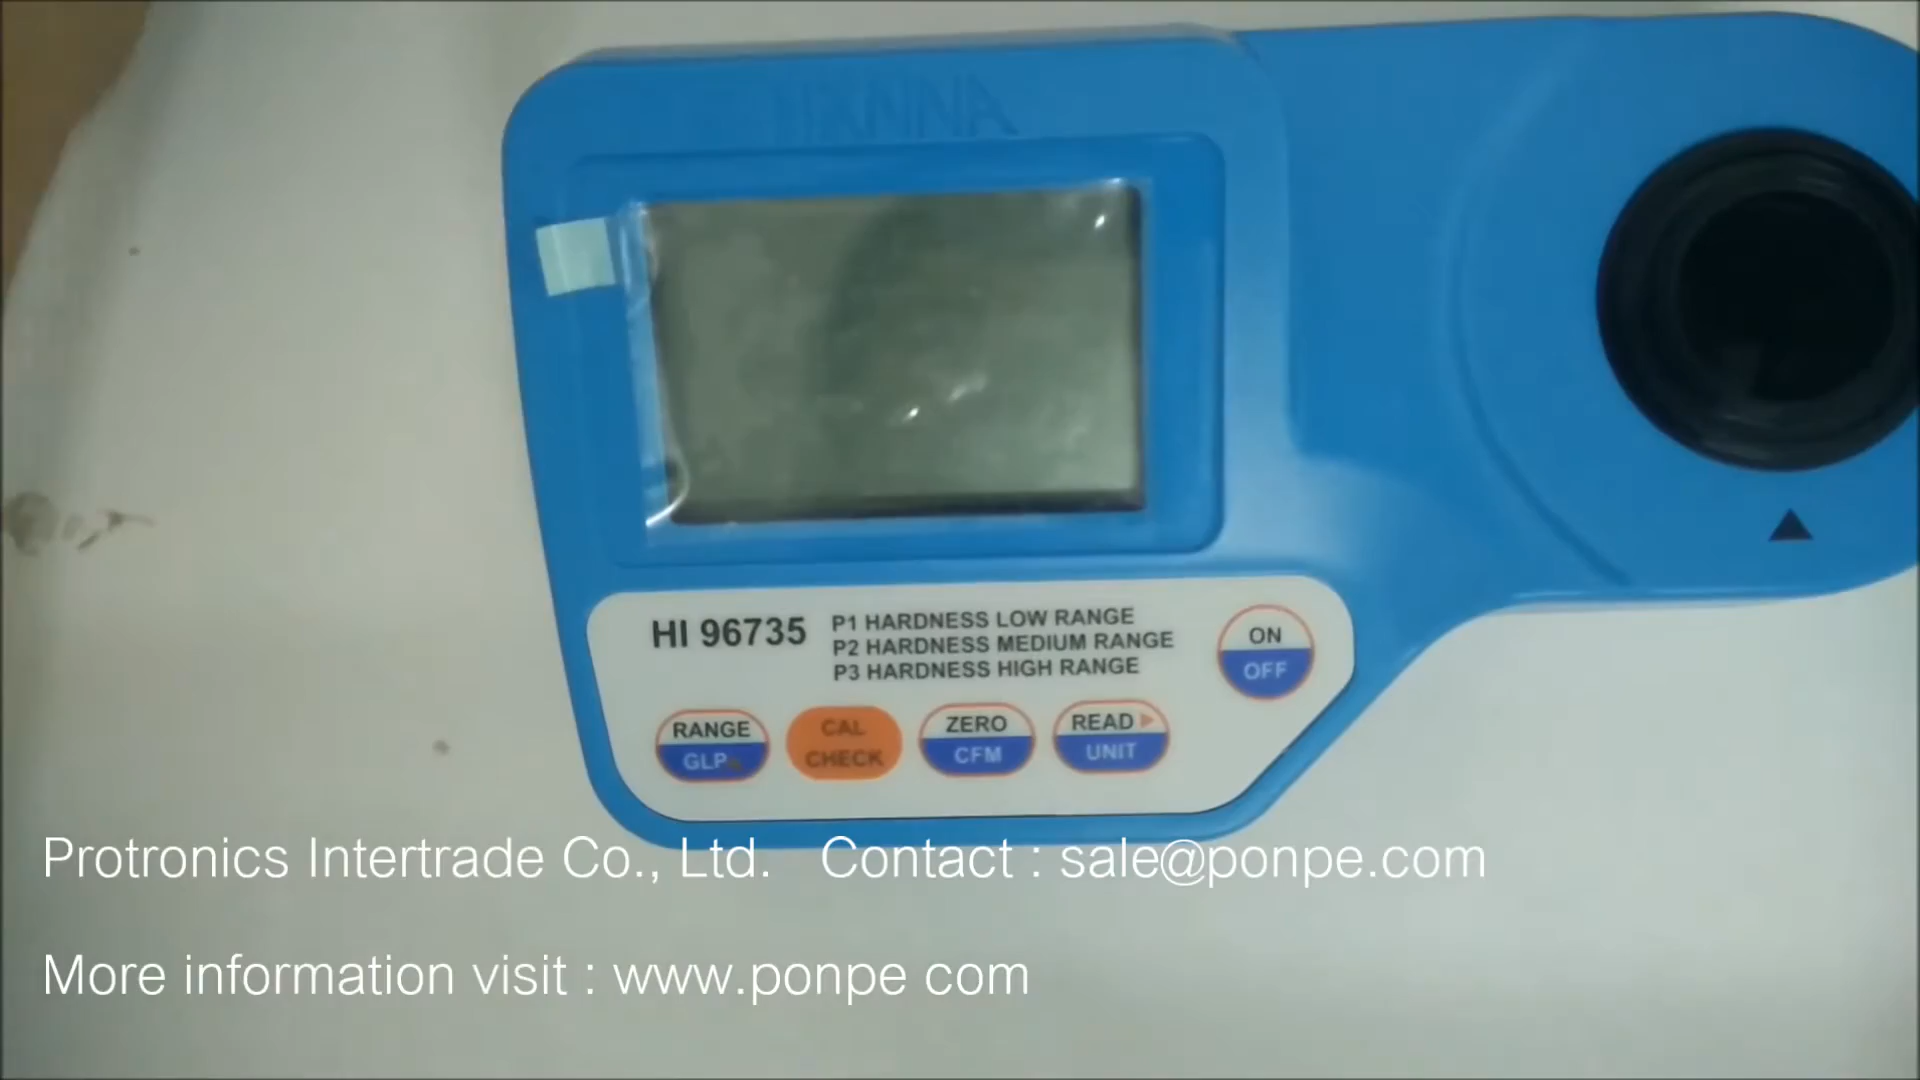 HANNA
HI 96735
P1 HARDNESS LOW RANGE
P2 HARDNESS MEDIUM RANGE
P3 HARDNESS HIGH RANGE
ON
OFF
RANGE
GLP
CAL
CHECK
ZERO
CFM
READ
UNIT
Protronics Intertrade Co., Ltd. Contact : sale@ponpe.com
More information visit : www.ponpe com